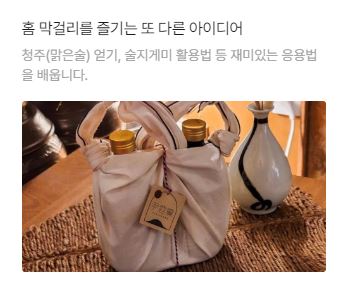 홈 막걸리를 즐기는 또 다른 아이디어
청주(맑은술) 얻기, 술지게미 활용법 등 재미있는 응용법
을 배웁니다.